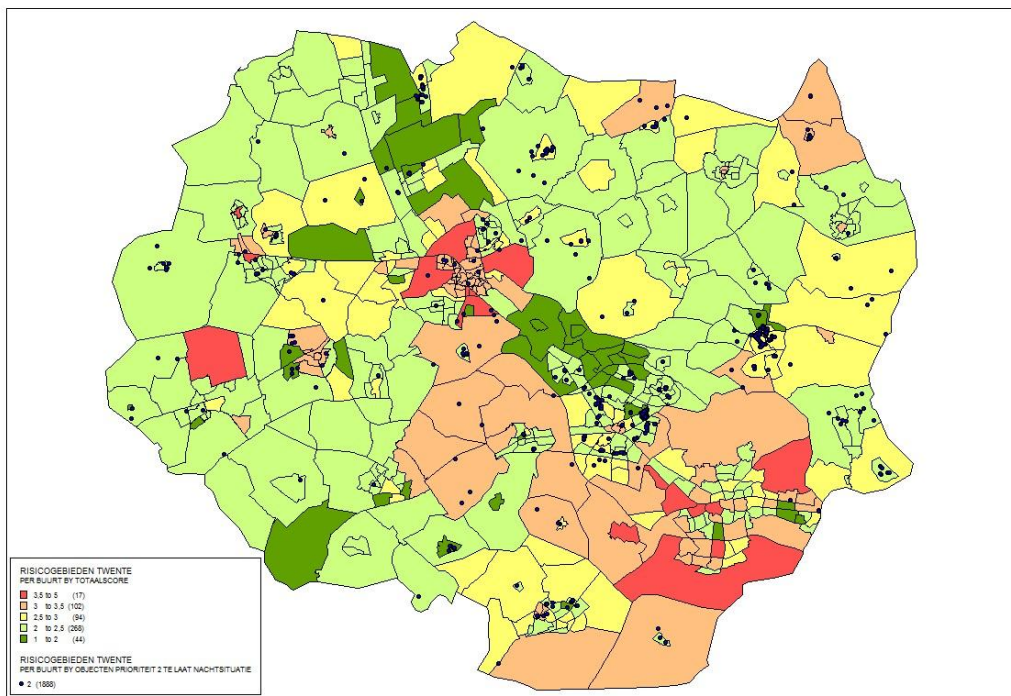 RISICOGEBIEDEN TWENTE
PER BUURT BY TOTAALSCORE
3,5 to 5 (17)
3 to 3,5 (102)
2,5 to 3 (94)
2 to 2,5 (268)
1 to 2 (44)
RISICOGEBIEDEN TWENTE
PER BUURT BY OBJECTEN PRIORITEIT 2 TE LAAT NACHTSITUATIE
2 (1888)